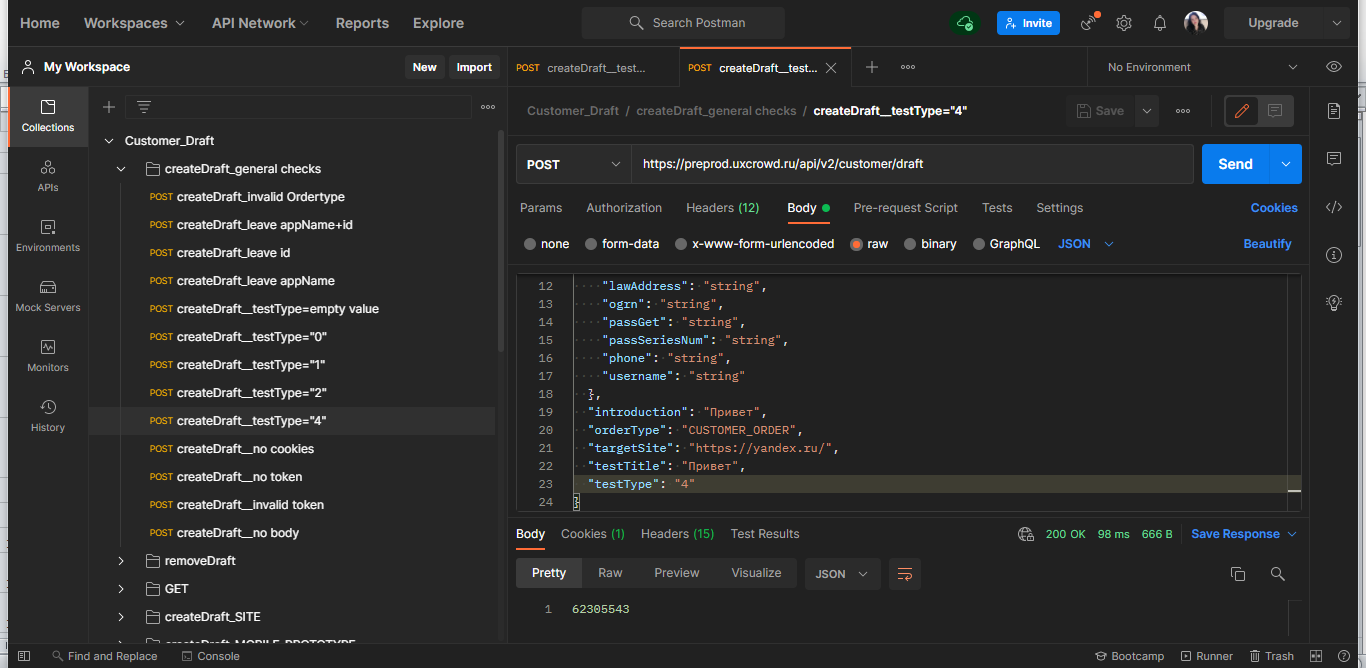 Home Workspaces API Network Reports Explore Search Postman Invite Upgrade
My Workspace New Import
POST createDraft__test...
POST createDraft__test...
No Environment
Collections
APIs
Environments
Mock Servers
Monitors
History
Customer_Draft
createDraft_general checks
POST createDraft_invalid Ordertype
POST createDraft_leave appName+id
POST createDraft_leave id
POST createDraft_leave appName
POST createDraft__testType=empty value
POST createDraft__testType="0"
POST createDraft__testType="1"
POST createDraft__testType="2"
POST createDraft__testType="4"
POST createDraft__no cookies
POST createDraft__no token
POST createDraft__invalid token
POST createDraft__no body
removeDraft
GET
createDraft_SITE
createDraft_MOBILE_PROTOTYPE
Customer_Draft / createDraft_general checks / createDraft__testType="4"
Save
POST https://preprod.uxcrowd.ru/api/v2/customer/draft Send
Params Authorization Headers (12) Body Pre-request Script Tests Settings Cookies
none form-data x-www-form-urlencoded raw binary GraphQL JSON Beautify
12 "lawAddress": "string",
13 "ogrn": "string",
14 "passGet": "string",
15 "passSeriesNum": "string",
16 "phone": "string",
17 "username": "string"
18 },
19 "introduction": "Привет",
20 "orderType": "CUSTOMER_ORDER",
21 "targetSite": "https://yandex.ru/",
22 "testTitle": "Привет",
23 "testType": "4"
24 }
Body Cookies (1) Headers (15) Test Results 200 OK 98 ms 666 B Save Response
Pretty Raw Preview Visualize JSON
1 62305543
Find and Replace Console Bootcamp Runner Trash